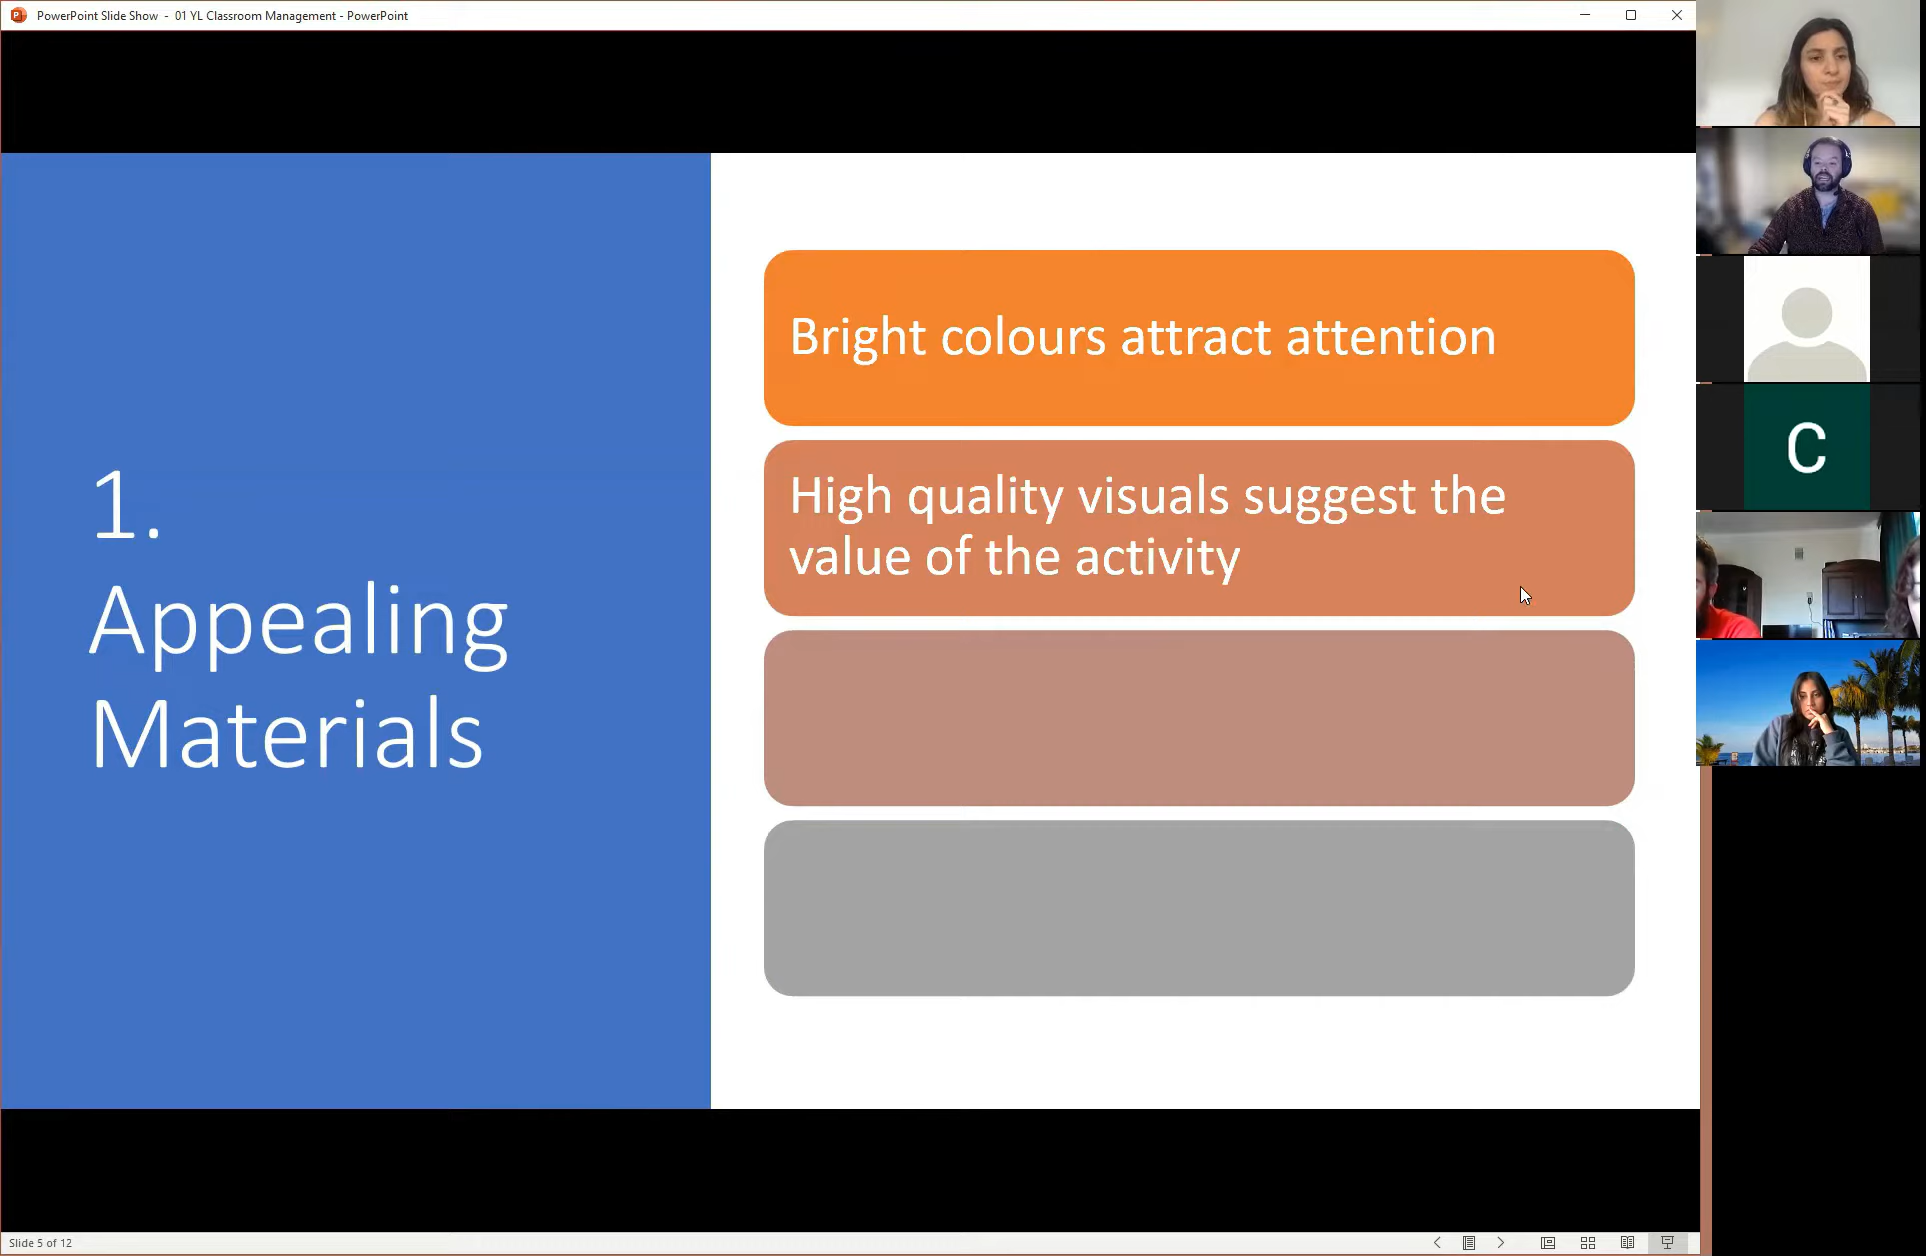 PowerPoint Slide Show - 01 YL Classroom Management - PowerPoint
1.
Appealing
Materials
Bright colours attract attention
High quality visuals suggest the
value of the activity
C
Slide 5 of 12